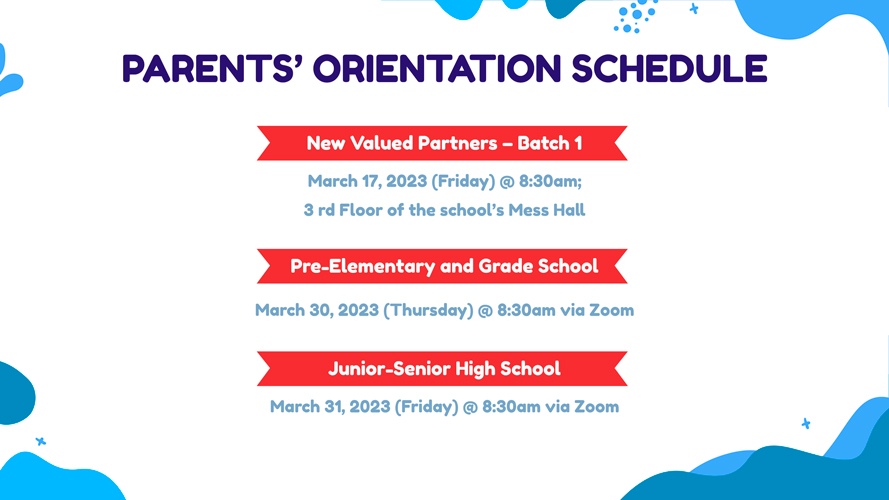 PARENTS’ ORIENTATION SCHEDULE
New Valued Partners – Batch 1
March 17, 2023 (Friday) @ 8:30am;
3 rd Floor of the school’s Mess Hall
Pre-Elementary and Grade School
March 30, 2023 (Thursday) @ 8:30am via Zoom
Junior-Senior High School
March 31, 2023 (Friday) @ 8:30am via Zoom